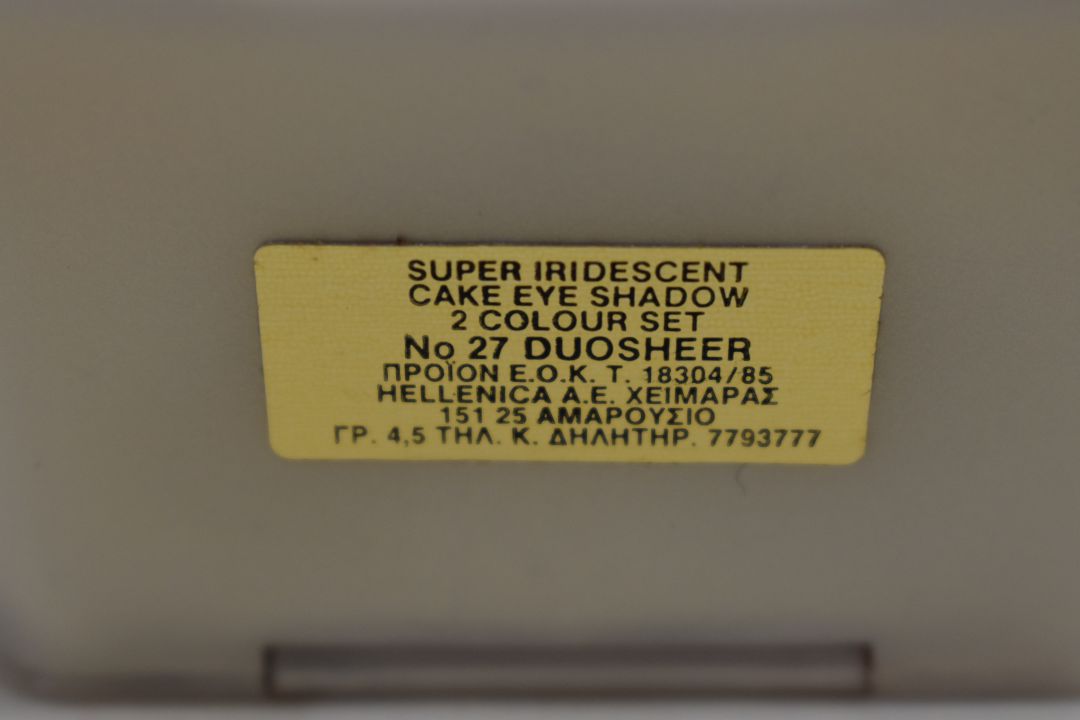 SUPER IRIDESCENT
CAKE EYE SHADOW
2 COLOUR SET
No 27 DUOSHEER
ΠΡΟΪΟΝ Ε.Ο.Κ. Τ. 18304/85
HELLENICA A.E. ΧΕΙΜΑΡΑΣ
151 25 ΑΜΑΡΟΥΣΙΟ
ΓΡ. 4,5 ΤΗΛ. Κ. ΔΗΛΗΤΗΡ. 7793777